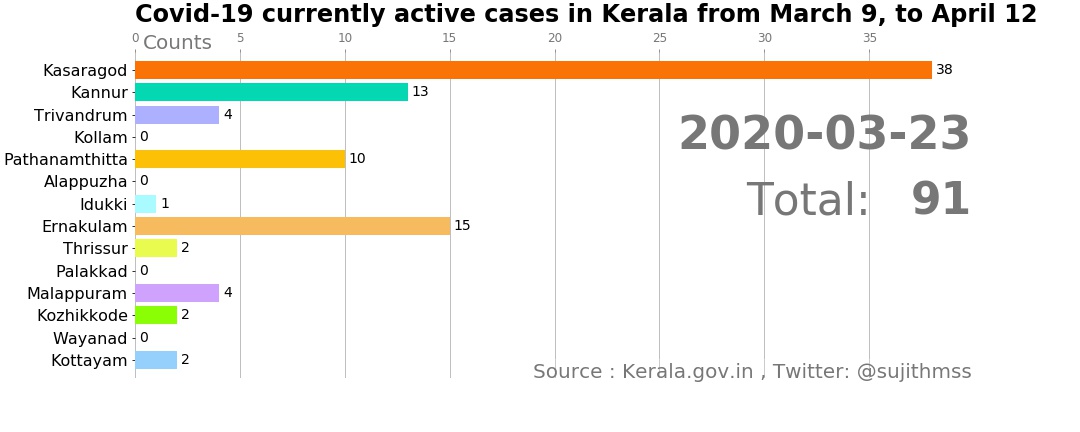 Covid-19 currently active cases in Kerala from March 9, to April 12
0 5 10 15 20 25 30 35
Counts
Kasaragod 38
Kannur 13
Trivandrum 4
Kollam 0
Pathanamthitta 10
Alappuzha 0
Idukki 1
Ernakulam 15
Thrissur 2
Palakkad 0
Malappuram 4
Kozhikkode 2
Wayanad 0
Kottayam 2
2020-03-23
Total: 91
Source : Kerala.gov.in , Twitter: @sujithmss